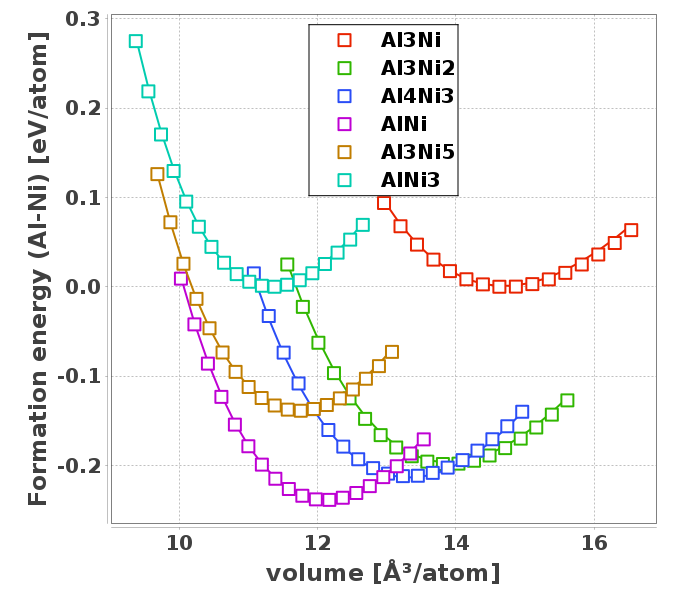 Formation energy (Al-Ni) [eV/atom]
0.3
0.2
0.1
0.0
-0.1
-0.2
Al3Ni
Al3Ni2
Al4Ni3
AlNi
Al3Ni5
AlNi3
10 12 14 16
volume [Å³/atom]